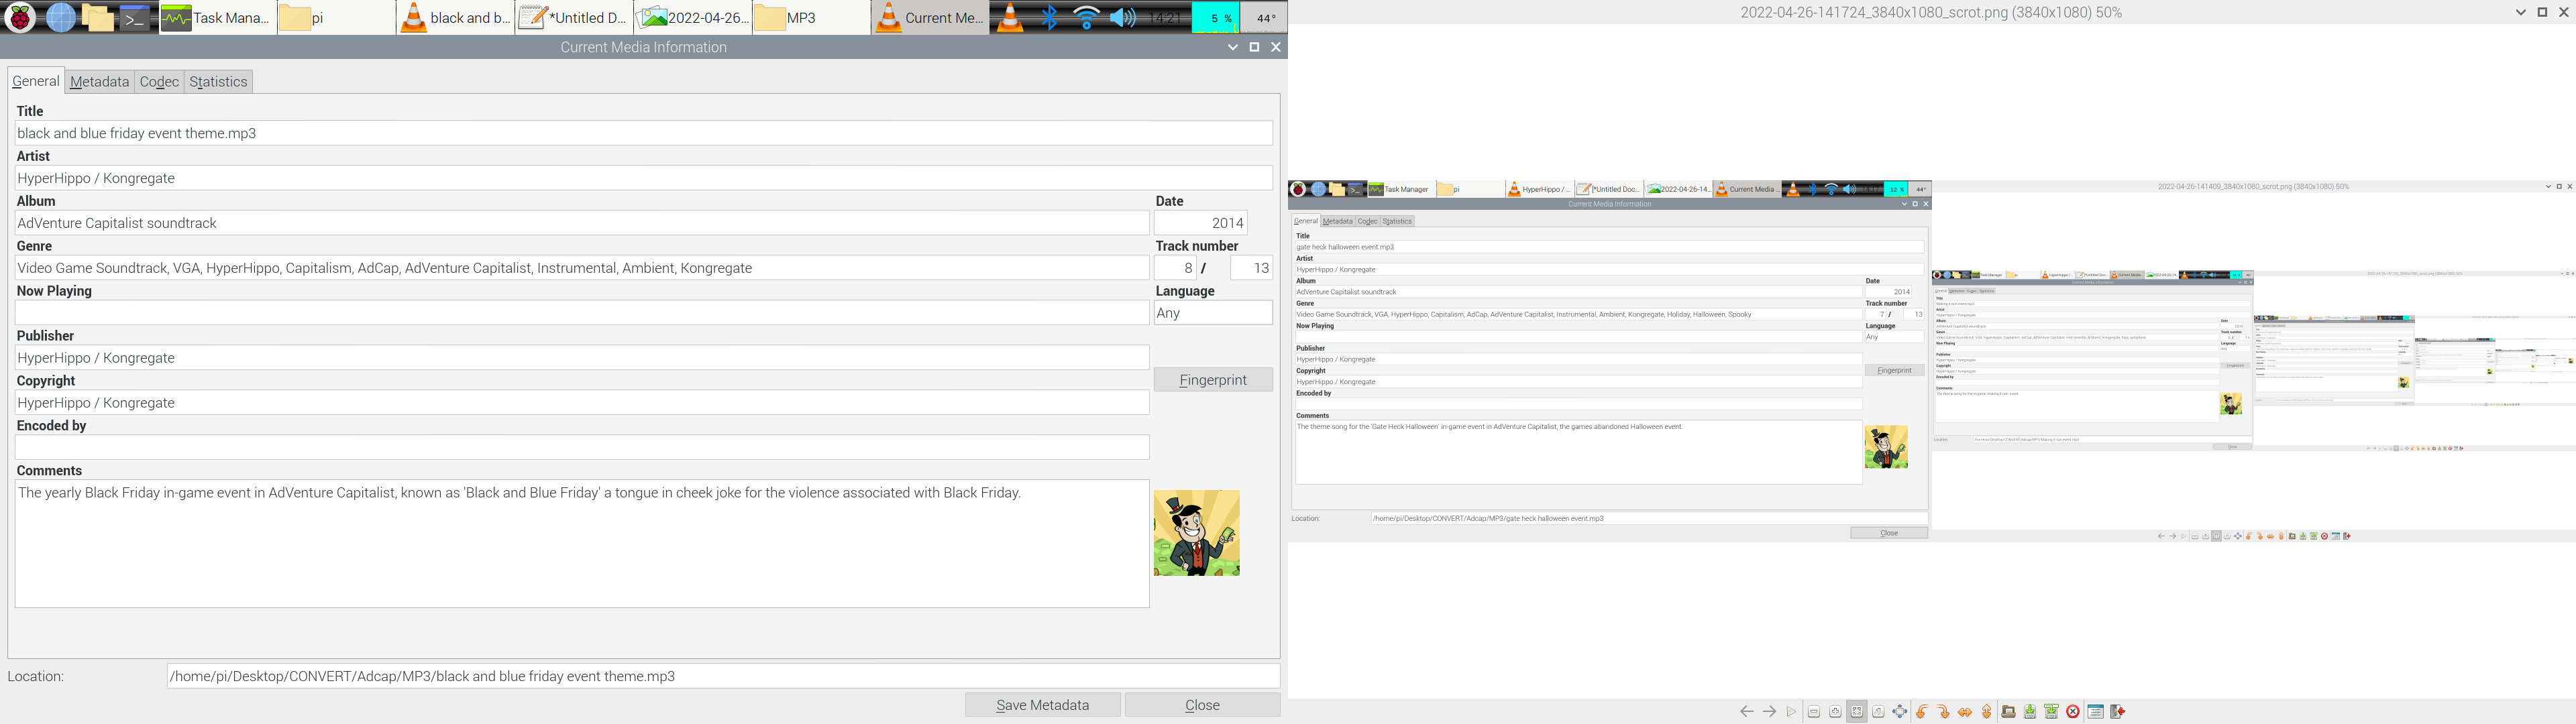 Task Mana...
pi
black and b...
*Untitled D...
2022-04-26...
MP3
Current Me...
14:21
5 %
44°
Current Media Information
General
Metadata
Codec
Statistics
Title
black and blue friday event theme.mp3
Artist
HyperHippo / Kongregate
Album
Date
AdVenture Capitalist soundtrack
2014
Genre
Track number
Video Game Soundtrack, VGA, HyperHippo, Capitalism, AdCap, AdVenture Capitalist, Instrumental, Ambient, Kongregate
8 / 13
Now Playing
Language
Any
Publisher
HyperHippo / Kongregate
Fingerprint
Copyright
HyperHippo / Kongregate
Encoded by
Comments
The yearly Black Friday in-game event in AdVenture Capitalist, known as 'Black and Blue Friday' a tongue in cheek joke for the violence associated with Black Friday.
Location:
/home/pi/Desktop/CONVERT/Adcap/MP3/black and blue friday event theme.mp3
Save Metadata
Close
2022-04-26-141724_3840x1080_scrot.png (3840x1080) 50%
Task Manager
pi
HyperHippo / ...
[*Untitled Doc...
2022-04-26-14...
Current Media ...
12 %
44°
Current Media Information
2022-04-26-141409_3840x1080_scrot.png (3840x1080) 50%
General
Metadata
Codec
Statistics
Title
gate heck halloween event.mp3
Artist
HyperHippo / Kongregate
Album
Date
AdVenture Capitalist soundtrack
2014
Genre
Track number
Video Game Soundtrack, VGA, HyperHippo, Capitalism, AdCap, AdVenture Capitalist, Instrumental, Ambient, Kongregate, Holiday, Halloween, Spooky
7 / 13
Now Playing
Language
Any
Publisher
HyperHippo / Kongregate
Copyright
Fingerprint
HyperHippo / Kongregate
Encoded by
Comments
The theme song for the 'Gate Heck Halloween' in-game event in AdVenture Capitalist, the games abandoned Halloween event.
Location:
/home/pi/Desktop/CONVERT/Adcap/MP3/gate heck halloween event.mp3
Close